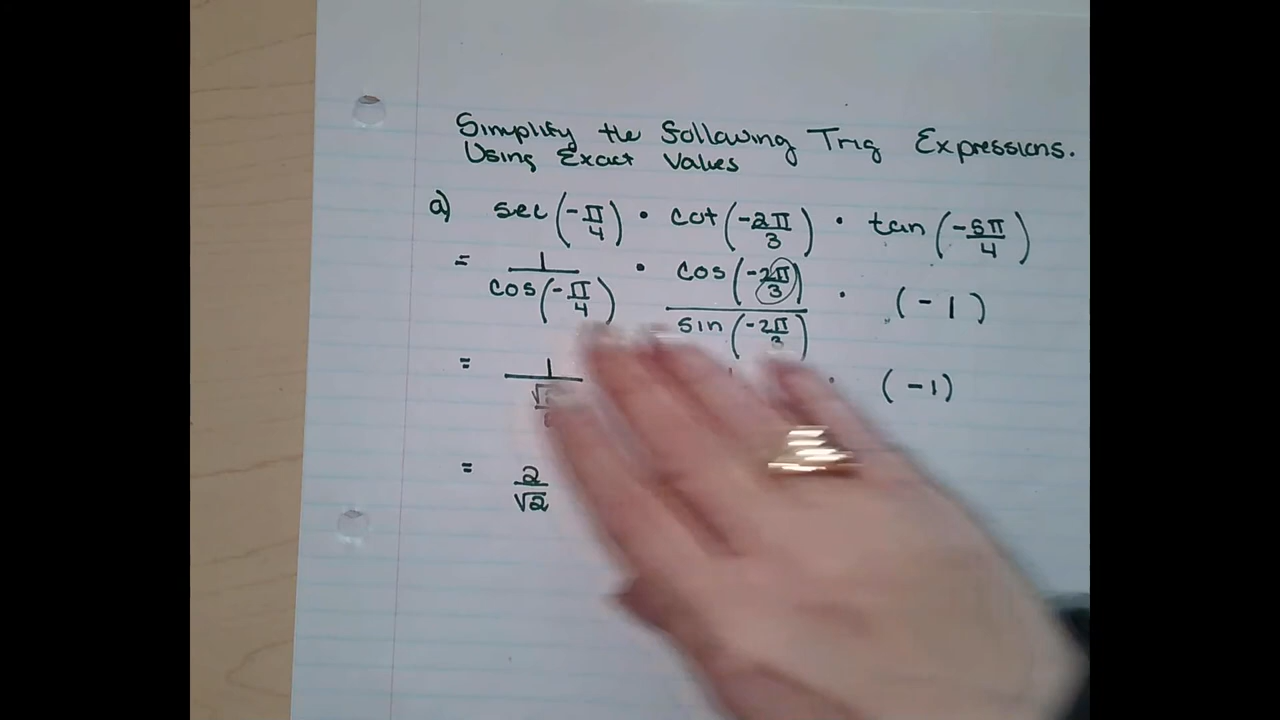 Simplify the following Trig Expressions.
Using Exact Values
a) sec(-π/4) · cot(-2π/3) · tan(-5π/4)
= 1/cos(-π/4) · cos(-2π/3)/sin(-2π/3) · (-1)
= 1/√ · (-1)
= 2/√2